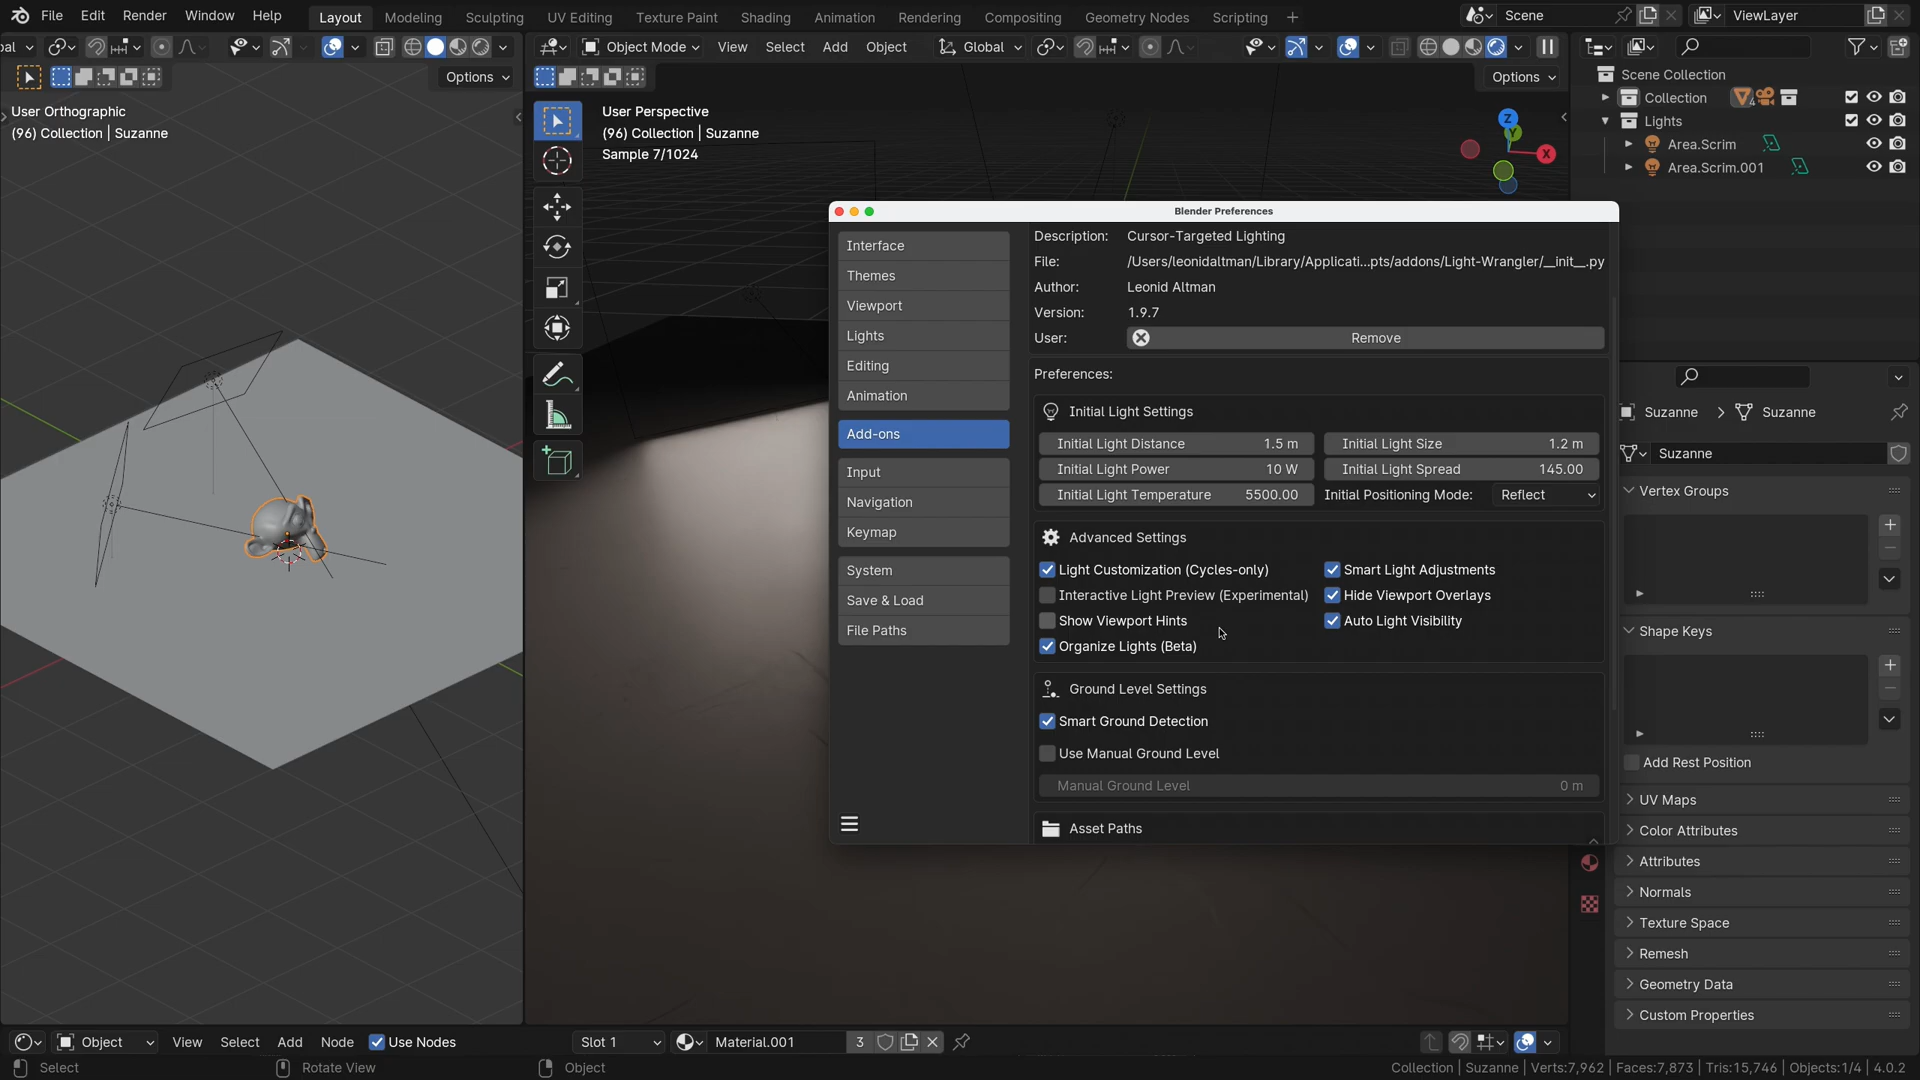 File Edit Render Window Help Layout Modeling Sculpting UV Editing Texture Paint Shading Animation Rendering Compositing Geometry Nodes Scripting Scene ViewLayer
Object Mode View Select Add Object Global
Options
Options
User Orthographic
(96) Collection | Suzanne
User Perspective
(96) Collection | Suzanne
Sample 7/1024
Z
Y
X
Scene Collection
Collection
4
Lights
Area.Scrim
Area.Scrim.001
Blender Preferences
Interface
Themes
Viewport
Lights
Editing
Animation
Add-ons
Input
Navigation
Keymap
System
Save & Load
File Paths
Description: Cursor-Targeted Lighting
File: /Users/leonidaltman/Library/Applicati...pts/addons/Light-Wrangler/__init__.py
Author: Leonid Altman
Version: 1.9.7
User: Remove
Preferences:
Initial Light Settings
Initial Light Distance 1.5 m Initial Light Size 1.2 m
Initial Light Power 10 W Initial Light Spread 145.00
Initial Light Temperature 5500.00 Initial Positioning Mode: Reflect
Advanced Settings
Light Customization (Cycles-only) Smart Light Adjustments
Interactive Light Preview (Experimental) Hide Viewport Overlays
Show Viewport Hints Auto Light Visibility
Organize Lights (Beta)
Ground Level Settings
Smart Ground Detection
Use Manual Ground Level
Manual Ground Level 0 m
Asset Paths
Suzanne Suzanne
Suzanne
Vertex Groups
Shape Keys
Add Rest Position
UV Maps
Color Attributes
Attributes
Normals
Texture Space
Remesh
Geometry Data
Custom Properties
Object View Select Add Node Use Nodes Slot 1 Material.001 3
Select Rotate View Object Collection | Suzanne | Verts:7,962 | Faces:7,873 | Tris:15,746 | Objects:1/4 | 4.0.2